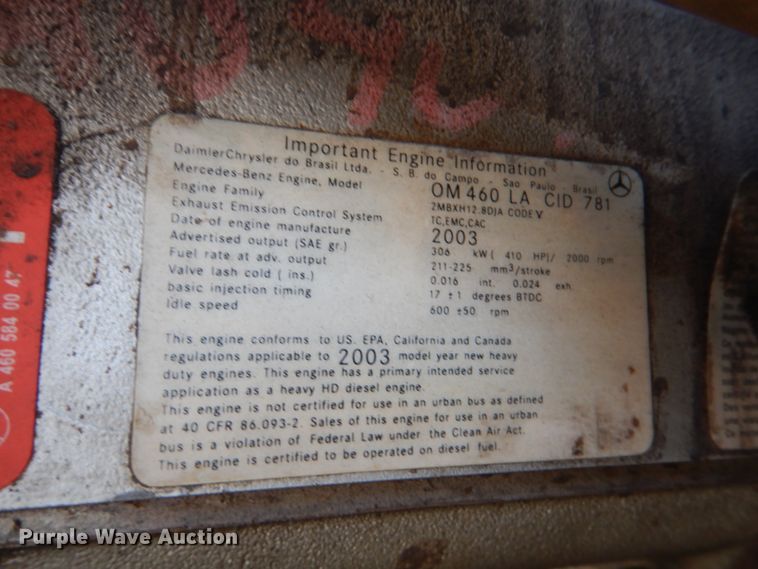 Important Engine Information
DaimlerChrysler do Brasil Ltda. - S. B. do Campo - Sao Paulo - Brasil
Mercedes-Benz Engine, Model OM 460 LA CID 781
Engine Family 2MBXH12.8DJA CODE V
Exhaust Emission Control System TC,EMC,CAC
Date of engine manufacture 2003
Advertised output (SAE gr.) 306 kW( 410 HP)/ 2000 rpm
Fuel rate at adv. output 211-225 mm³/stroke
Valve lash cold ( ins.) 0.016 int. 0.024 exh.
basic injection timing 17 ±1 degrees BTDC
Idle speed 600 ±50 rpm
This engine conforms to US. EPA, California and Canada
regulations applicable to 2003 model year new heavy
duty engines. This engine has a primary intended service
application as a heavy HD diesel engine.
This engine is not certified for use in an urban bus as defined
at 40 CFR 86.093-2. Sales of this engine for use in an urban
bus is a violation of Federal Law under the Clean Air Act.
This engine is certified to be operated on diesel fuel.
A 460 584 00 47
Purple Wave Auction